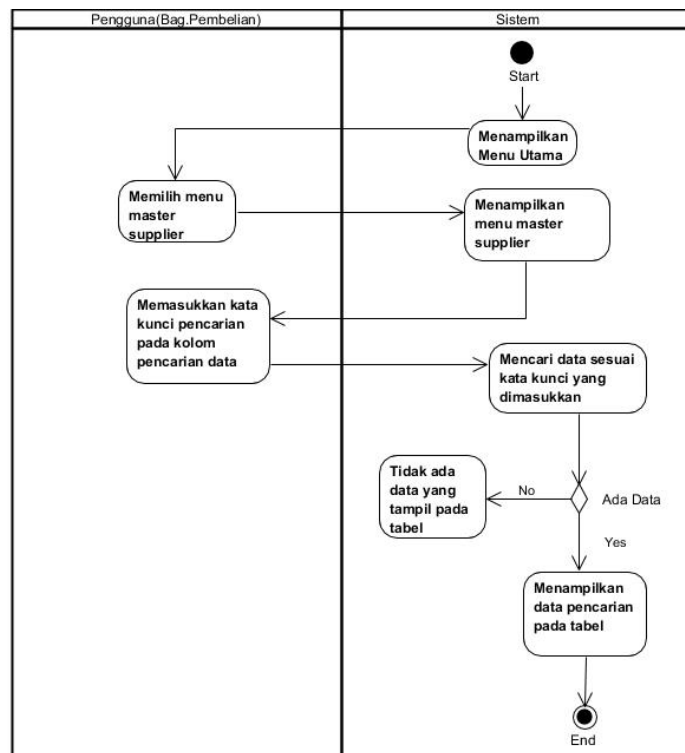 Pengguna(Bag.Pembelian)
Sistem
Start
Menampilkan
Menu Utama
Memilih menu
master
supplier
Menampilkan
menu master
supplier
Memasukkan kata
kunci pencarian
pada kolom
pencarian data
Mencari data sesuai
kata kunci yang
dimasukkan
Tidak ada
data yang
tampil pada
tabel
No
Ada Data
Yes
Menampilkan
data pencarian
pada tabel
End